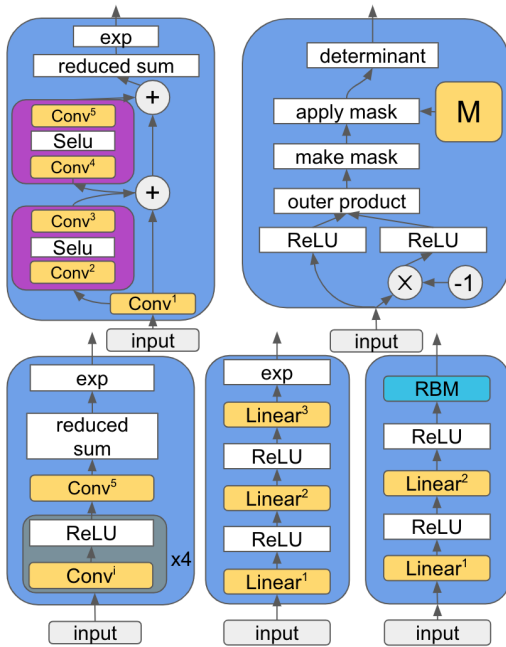 exp
reduced sum
+
Conv⁵
Selu
Conv⁴
+
Conv³
Selu
Conv²
Conv¹
input
determinant
apply mask
M
make mask
outer product
ReLU
ReLU
X
-1
input
exp
reduced
sum
Conv⁵
ReLU
Convⁱ
x4
input
exp
Linear³
ReLU
Linear²
ReLU
Linear¹
input
RBM
ReLU
Linear²
ReLU
Linear¹
input